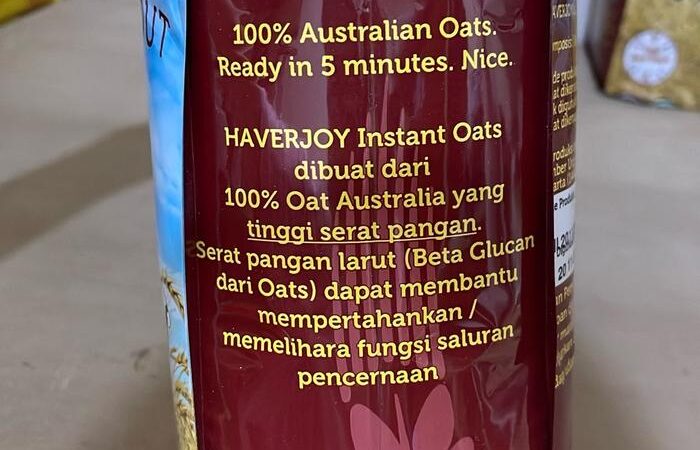 100% Australian Oats.
Ready in 5 minutes. Nice.
HAVERJOY Instant Oats
dibuat dari
100% Oat Australia yang
tinggi serat pangan.
Serat pangan larut (Beta Glucan
dari Oats) dapat membantu
mempertahankan /
memelihara fungsi saluran
pencernaan